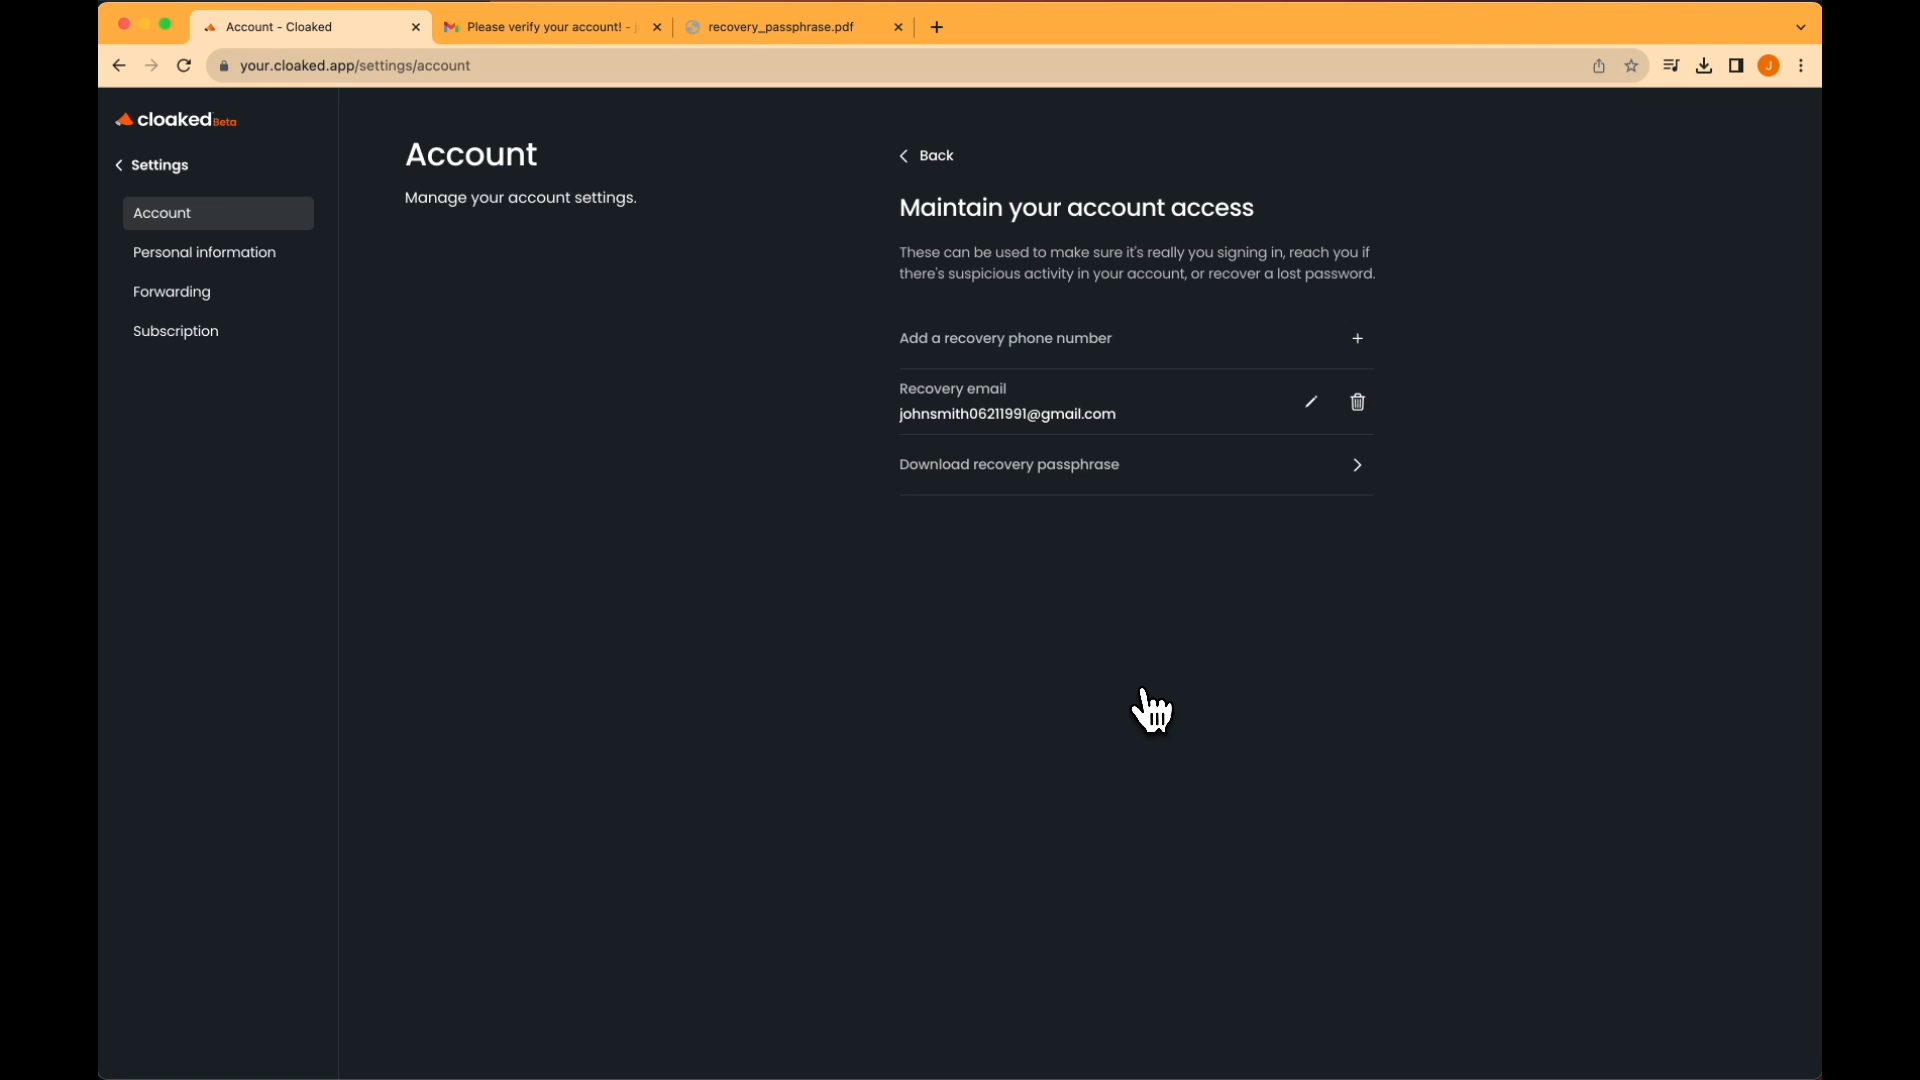 Account - Cloaked
Please verify your account! -
recovery_passphrase.pdf
your.cloaked.app/settings/account
J
cloaked Beta
Settings
Account
Personal information
Forwarding
Subscription
Account
Manage your account settings.
Back
Maintain your account access
These can be used to make sure it's really you signing in, reach you if
there's suspicious activity in your account, or recover a lost password.
Add a recovery phone number
Recovery email
johnsmith06211991@gmail.com
Download recovery passphrase